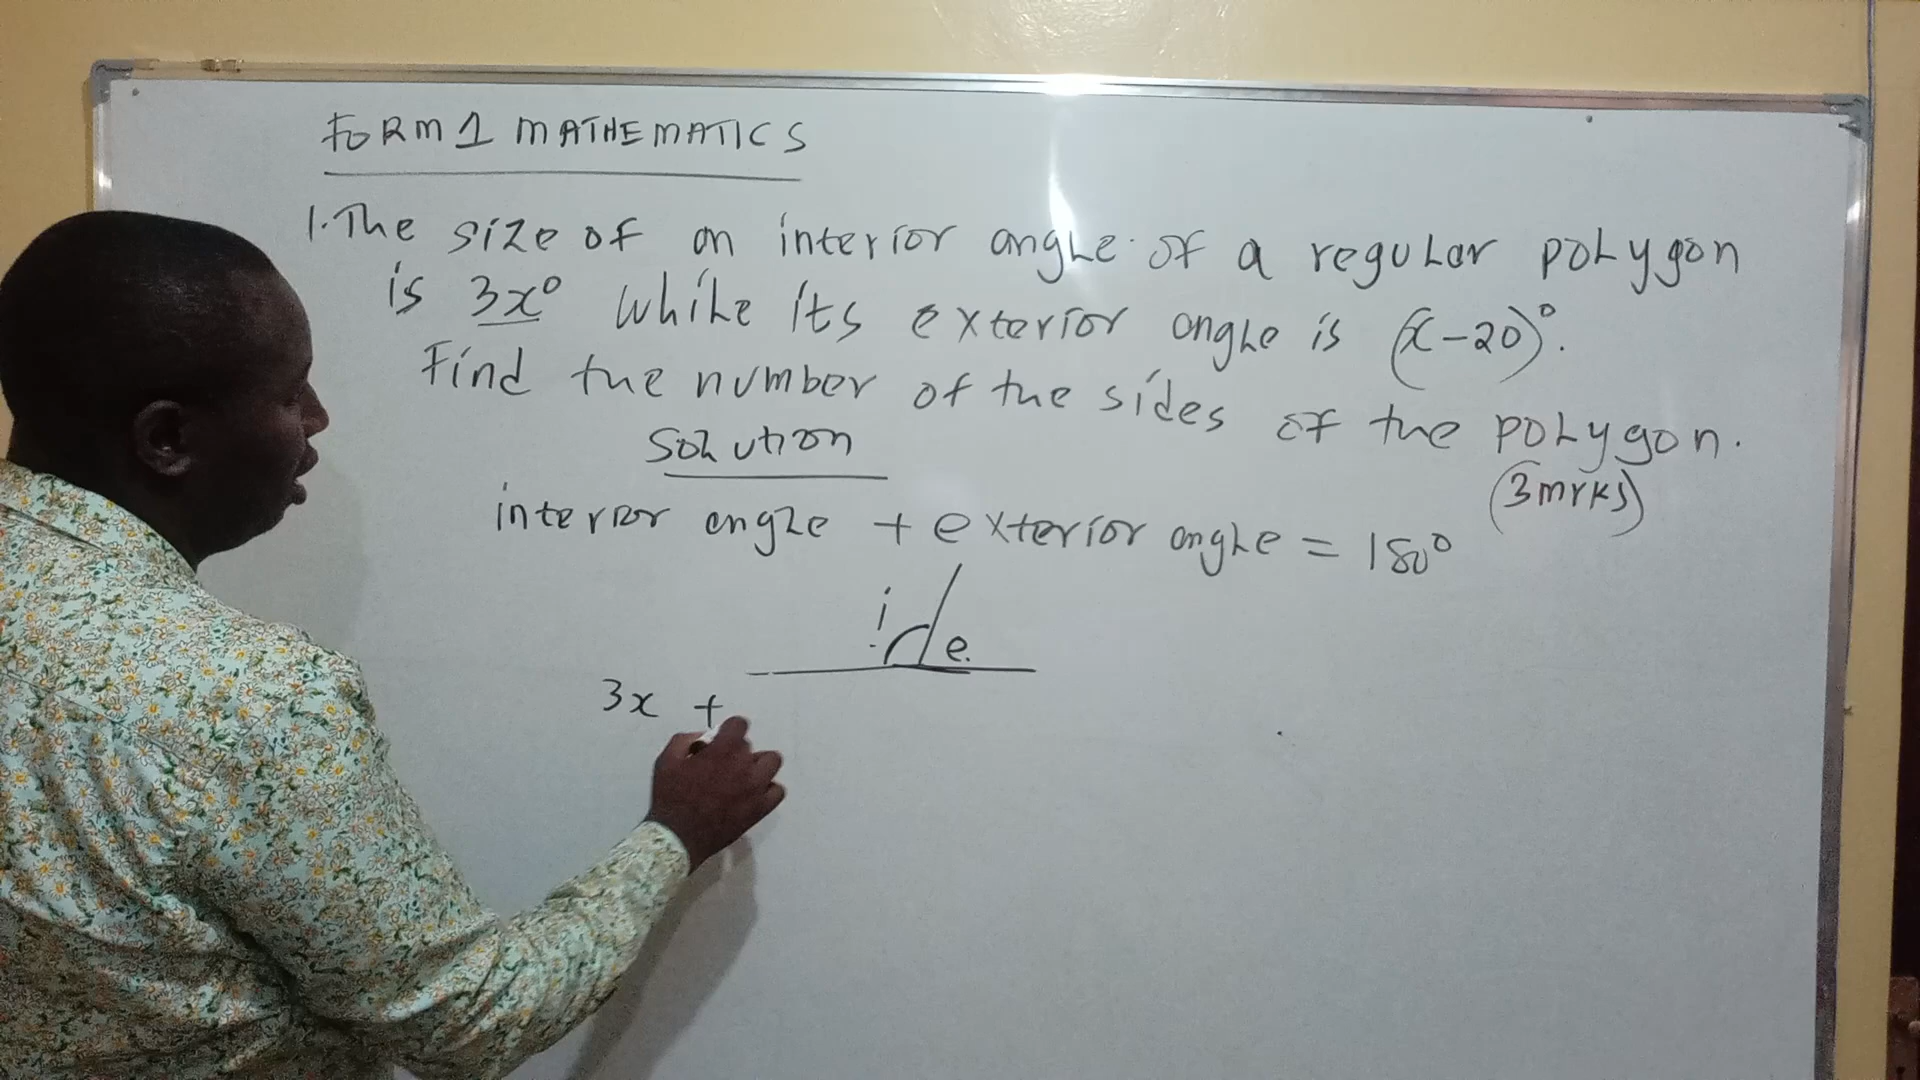 FORM 1 MATHEMATICS
1. The size of an interior angle of a regular polygon
is 3x° while its exterior angle is (x-20)°.
Find the number of the sides of the polygon.
(3mrks)
Solution
interior angle + exterior angle = 180°
i e
3x +